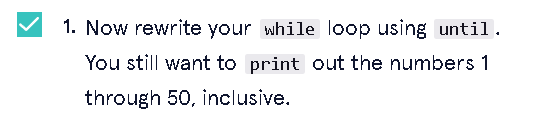 1. Now rewrite your while loop using until.
You still want to print out the numbers 1
through 50, inclusive.